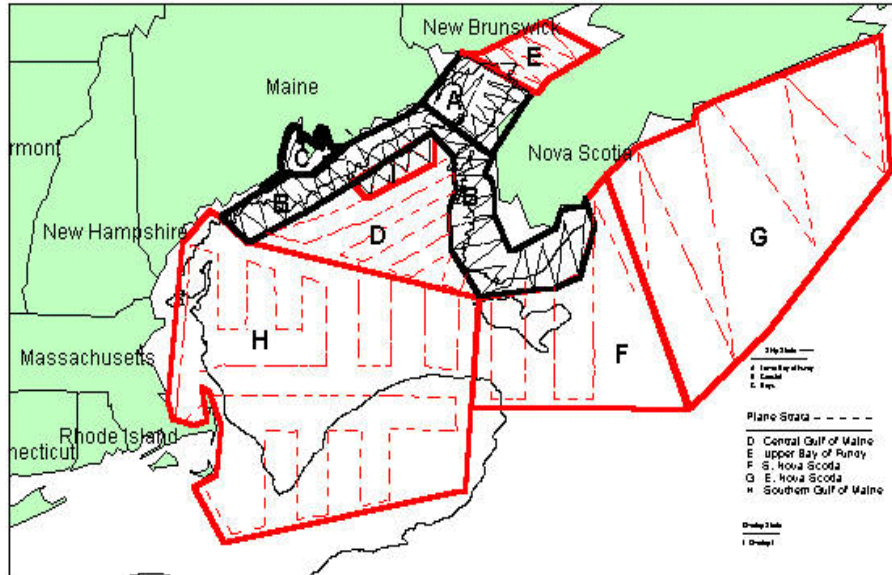 New Brunswick
E
Maine
A
rmont
C
Nova Scotia
B
B
New Hampshire
D
G
H
F
Massachusetts
Plane Strata
Rhode Island
D Central Gulf of Maine
necticut
E Upper Bay of Fundy
F S. Nova Scotia
G E. Nova Scotia
H Southern Gulf of Maine